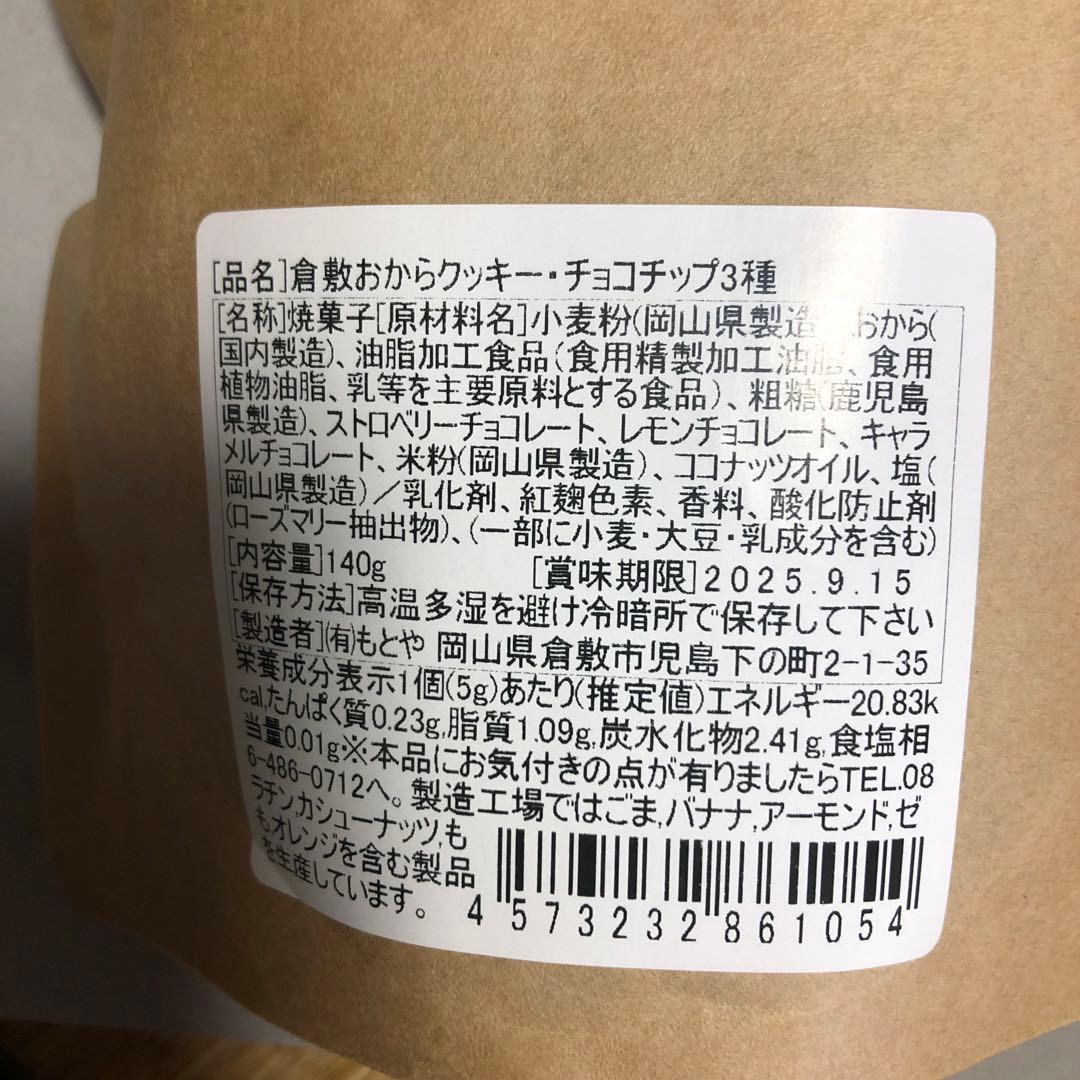 [品名]倉敷おからクッキー・チョコチップ3種
[名称]焼菓子[原材料名]小麦粉(岡山県製造 おから(
国内製造)、油脂加工食品(食用精製加工油脂、食用
植物油脂、乳等を主要原料とする食品)、粗糖(鹿児島
県製造)、ストロベリーチョコレート、レモンチョコレート、キャラ
メルチョコレート、米粉(岡山県製造)、ココナッツオイル、塩(
岡山県製造)/乳化剤、紅麹色素、香料、酸化防止剤
(ローズマリー抽出物)、(一部に小麦・大豆・乳成分を含む)
[内容量]140g [賞味期限]2025.9.15
[保存方法]高温多湿を避け冷暗所で保存して下さい
[製造者](有)もとや 岡山県倉敷市児島下の町2-1-35
栄養成分表示1個(5g)あたり(推定値)エネルギー20.83k
cal,たんぱく質0.23g,脂質1.09g,炭水化物2.41g,食塩相
当量0.01g※本品にお気付きの点が有りましたらTEL.08
6-486-0712へ。製造工場ではごま,バナナ,アーモンド,ゼ
ラチン,カシューナッツ,も
も,オレンジを含む製品
を生産しています。
4573232861054